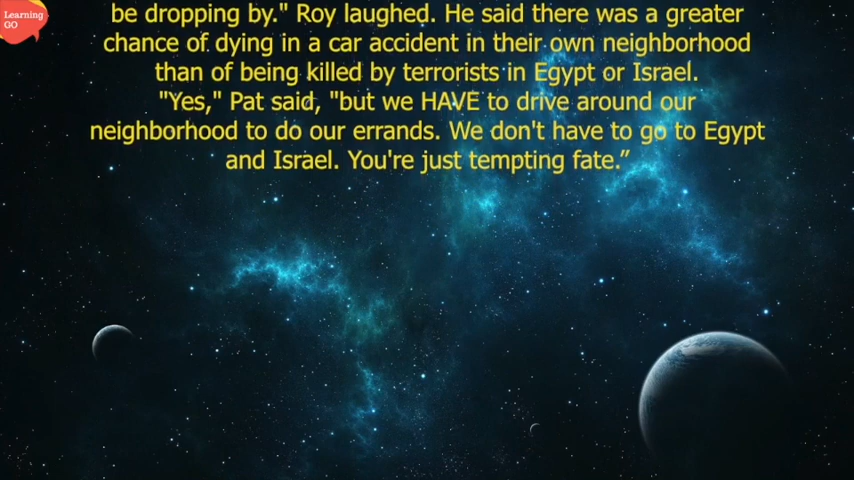 Learning
GO
be dropping by." Roy laughed. He said there was a greater
chance of dying in a car accident in their own neighborhood
than of being killed by terrorists in Egypt or Israel.
"Yes," Pat said, "but we HAVE to drive around our
neighborhood to do our errands. We don't have to go to Egypt
and Israel. You're just tempting fate.”